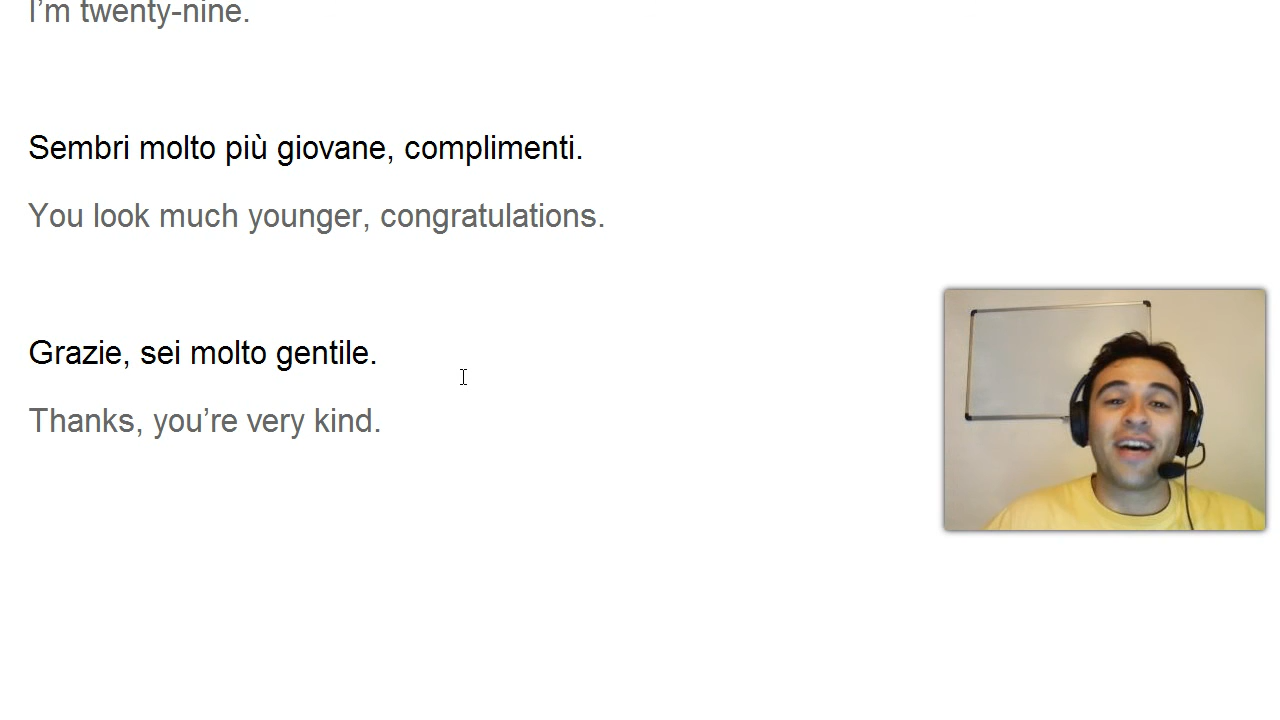 I’m twenty-nine.
Sembri molto più giovane, complimenti.
You look much younger, congratulations.
Grazie, sei molto gentile.
Thanks, you’re very kind.